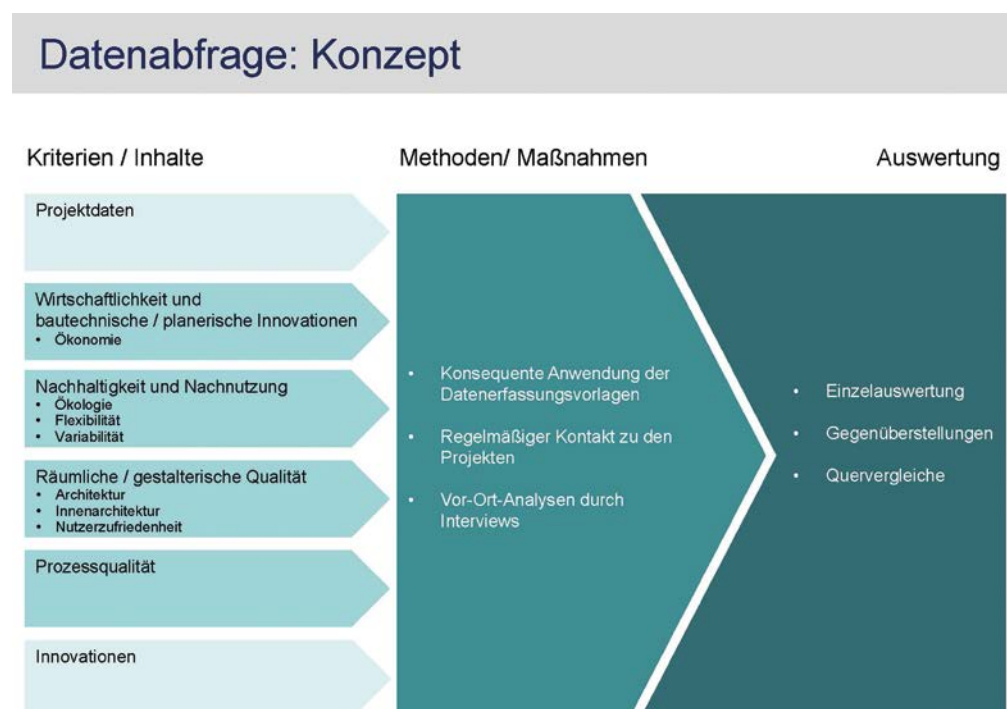 Datenabfrage: Konzept
Kriterien / Inhalte
Projektdaten
Wirtschaftlichkeit und
bautechnische / planerische Innovationen
• Ökonomie
Nachhaltigkeit und Nachnutzung
• Ökologie
• Flexibilität
• Variabilität
Räumliche / gestalterische Qualität
• Architektur
• Innenarchitektur
• Nutzerzufriedenheit
Prozessqualität
Innovationen
Methoden/ Maßnahmen
• Konsequente Anwendung der
Datenerfassungsvorlagen
• Regelmäßiger Kontakt zu den
Projekten
• Vor-Ort-Analysen durch
Interviews
Auswertung
• Einzelauswertung
• Gegenüberstellungen
• Quervergleiche